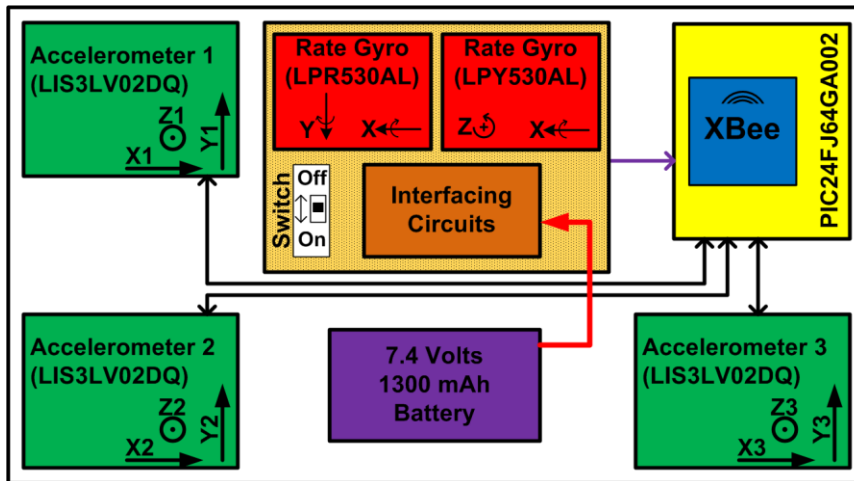 Accelerometer 1
(LIS3LV02DQ)
Z1
X1
Y1
Rate Gyro
(LPR530AL)
Y
X
Rate Gyro
(LPY530AL)
Z
X
Switch
Off
On
Interfacing
Circuits
XBee
PIC24FJ64GA002
Accelerometer 2
(LIS3LV02DQ)
Z2
X2
Y2
7.4 Volts
1300 mAh
Battery
Accelerometer 3
(LIS3LV02DQ)
Z3
X3
Y3